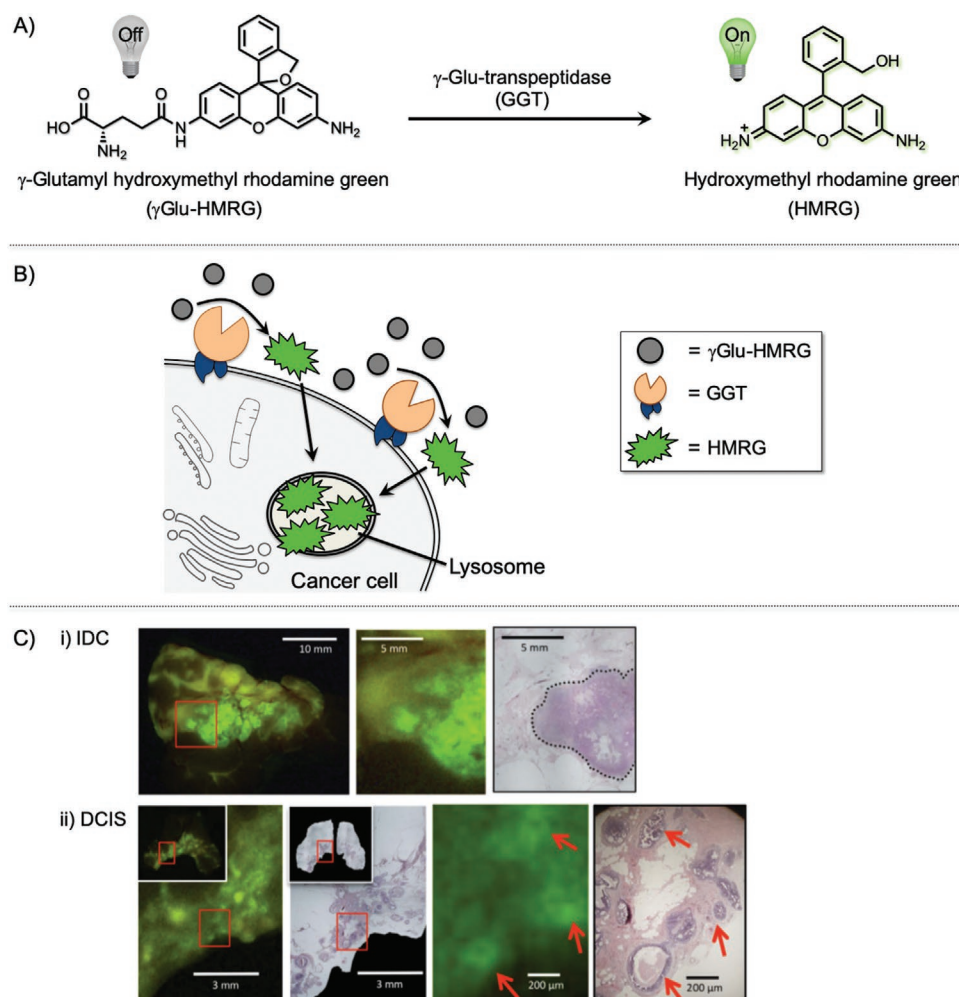 A)
Off
On
O
O
HO
NH₂
N
H
O
O
NH₂
γ-Glu-transpeptidase
(GGT)
OH
H₂N
+
O
NH₂
γ-Glutamyl hydroxymethyl rhodamine green
(γGlu-HMRG)
Hydroxymethyl rhodamine green
(HMRG)
B)
= γGlu-HMRG
= GGT
= HMRG
Lysosome
Cancer cell
C)
i) IDC
10 mm
5 mm
5 mm
ii) DCIS
3 mm
3 mm
200 μm
200 μm